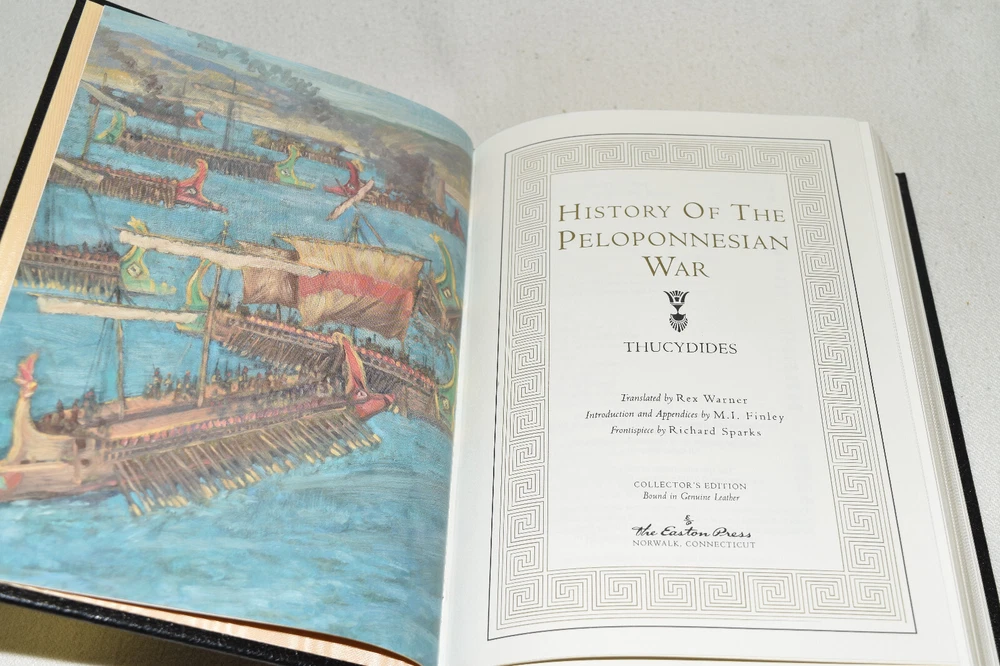 HISTORY OF THE
PELOPONNESIAN
WAR
THUCYDIDES
Translated by Rex Warner
Introduction and Appendices by M.I. Finley
Frontispiece by Richard Sparks
COLLECTOR'S EDITION
Bound in Genuine Leather
The Easton Press
NORWALK, CONNECTICUT